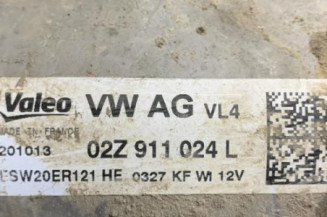 Valeo VW AG VL4
MADE IN FRANCE
201013 02Z 911 024 L
SW20ER121 HE 0327 KF WI 12V